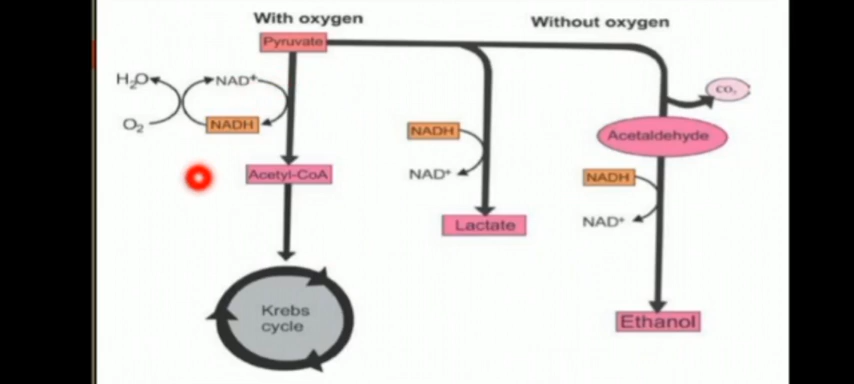 With oxygen
Without oxygen
Pyruvate
H₂O
NAD⁺
O₂
NADH
Acetyl-CoA
Krebs
cycle
NADH
NAD⁺
Lactate
CO₂
Acetaldehyde
NADH
NAD⁺
Ethanol